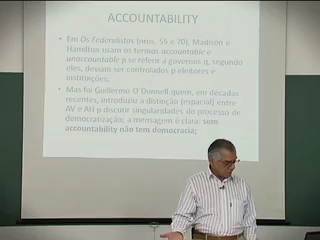 ACCOUNTABILITY
• Em Os Federalistas (nrus. 55 e 70), Madison e
Hamilton usam os termos accountable e
unaccountable p se referir a governos q, segundo
eles, deviam ser controlados p eleitores e
instituições;
• Mas foi Guillermo O Donnell quem, em décadas
recentes, introduziu a distinção (espacial) entre
AV e AH p discutir singularidades do processo de
democratização; a mensagem é clara: sem
accountability não tem democracia;